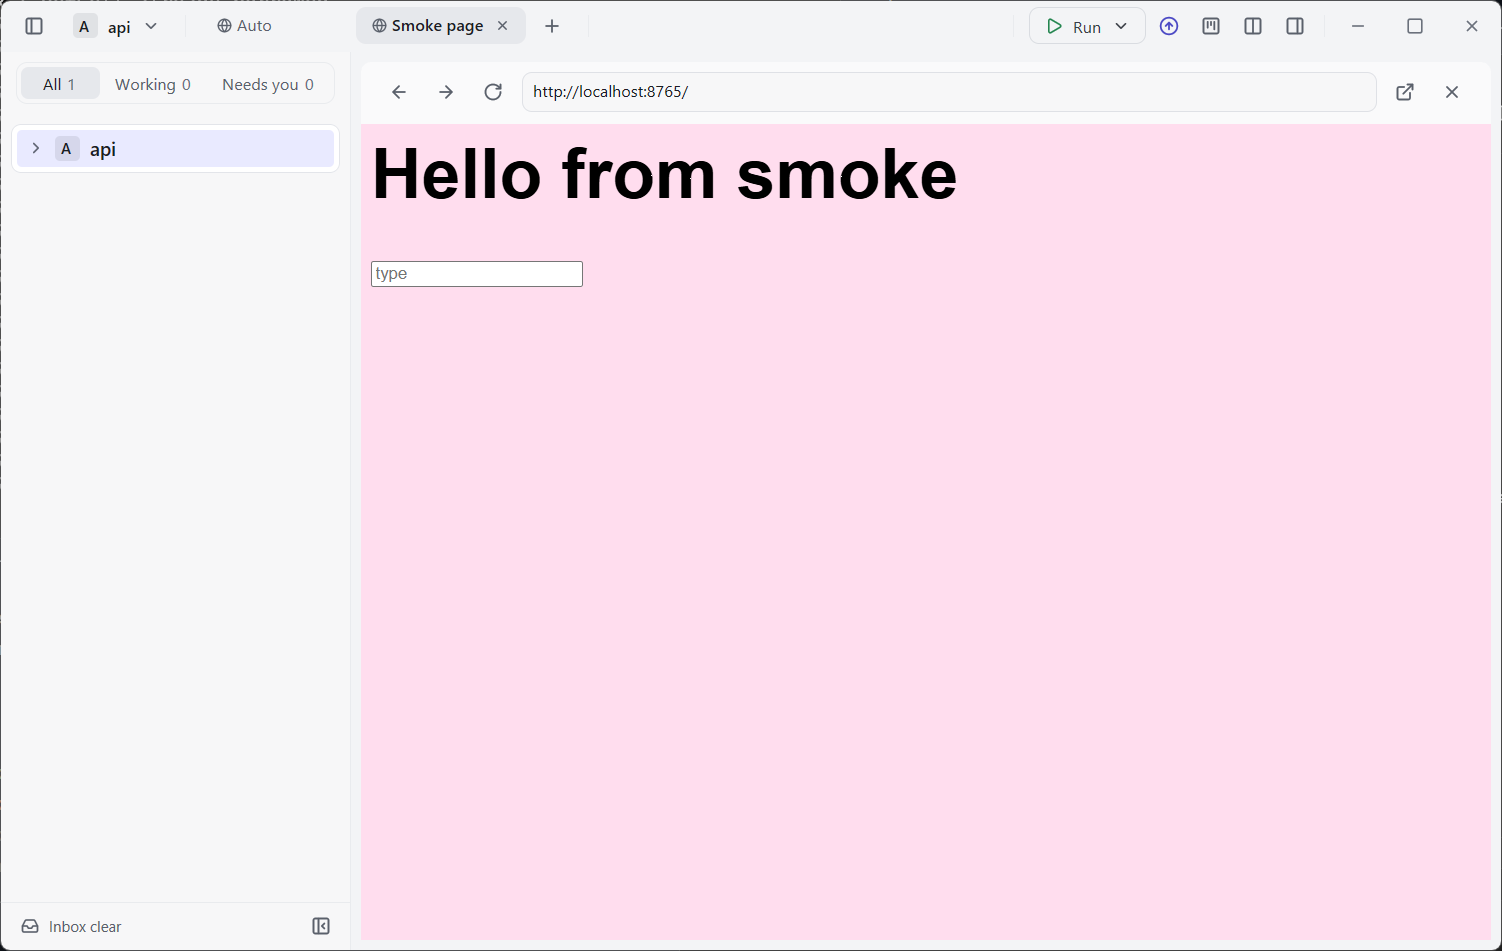 A api Auto Smoke page Run
All 1 Working 0 Needs you 0
http://localhost:8765/
A api
Hello from smoke
type
Inbox clear